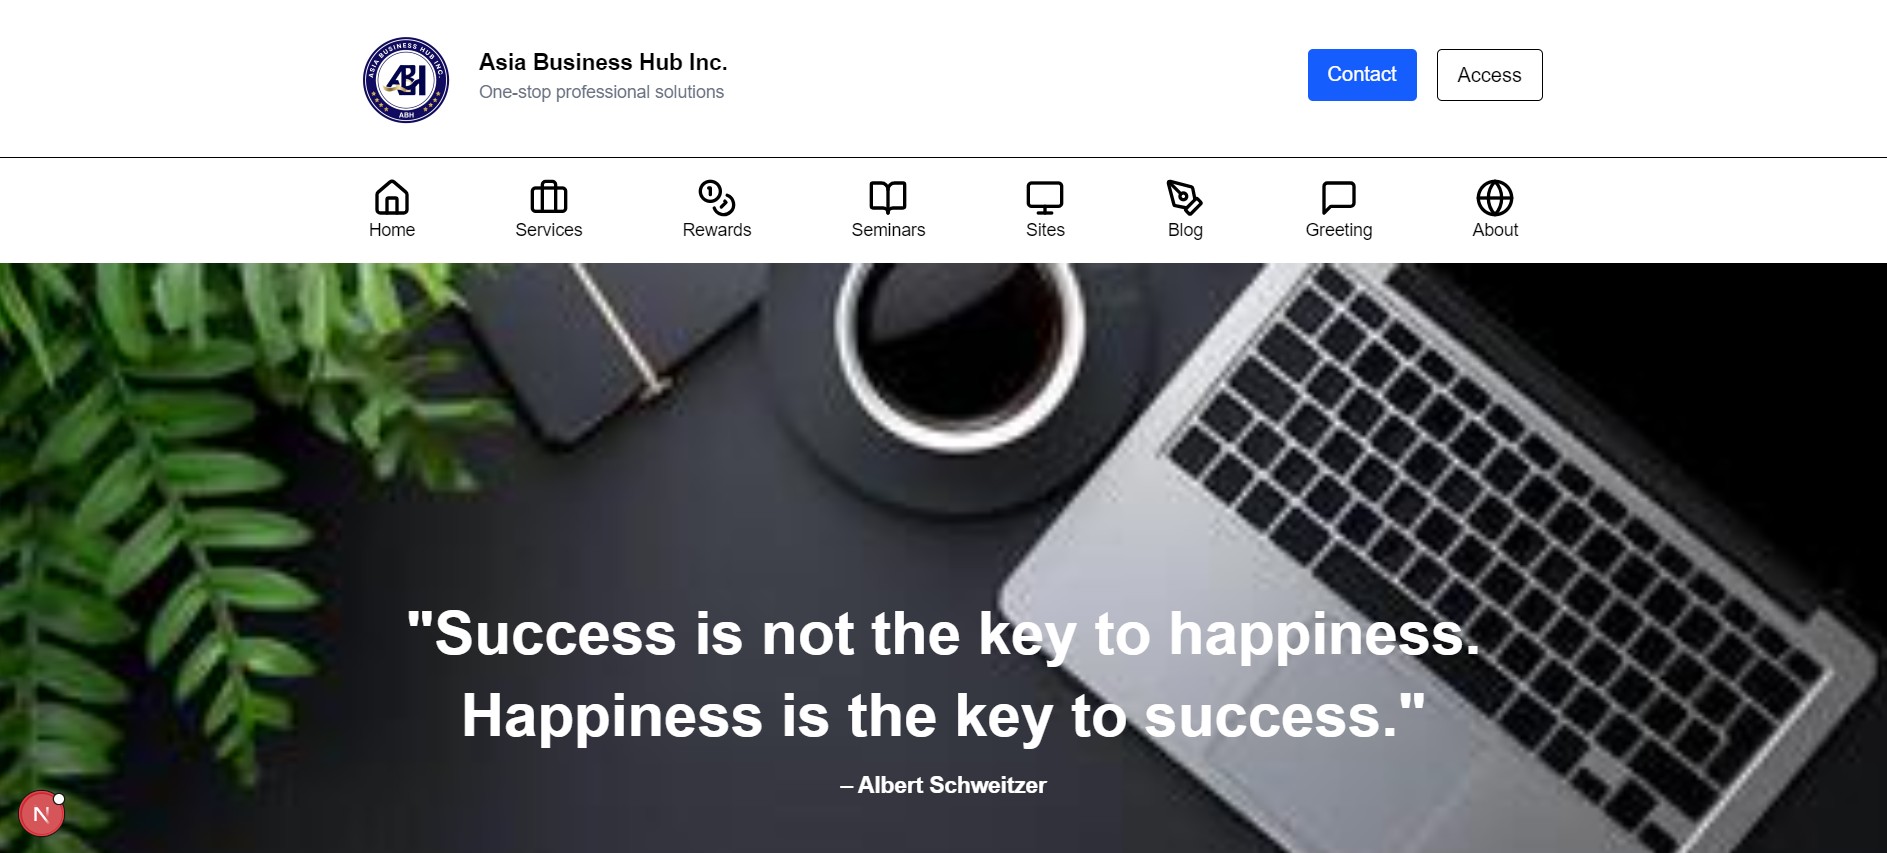 ASIA BUSINESS HUB INC.
ABH
ABH
Asia Business Hub Inc.
One-stop professional solutions
Contact
Access
Home
Services
Rewards
Seminars
Sites
Blog
Greeting
About
"Success is not the key to happiness.
Happiness is the key to success."
– Albert Schweitzer
N